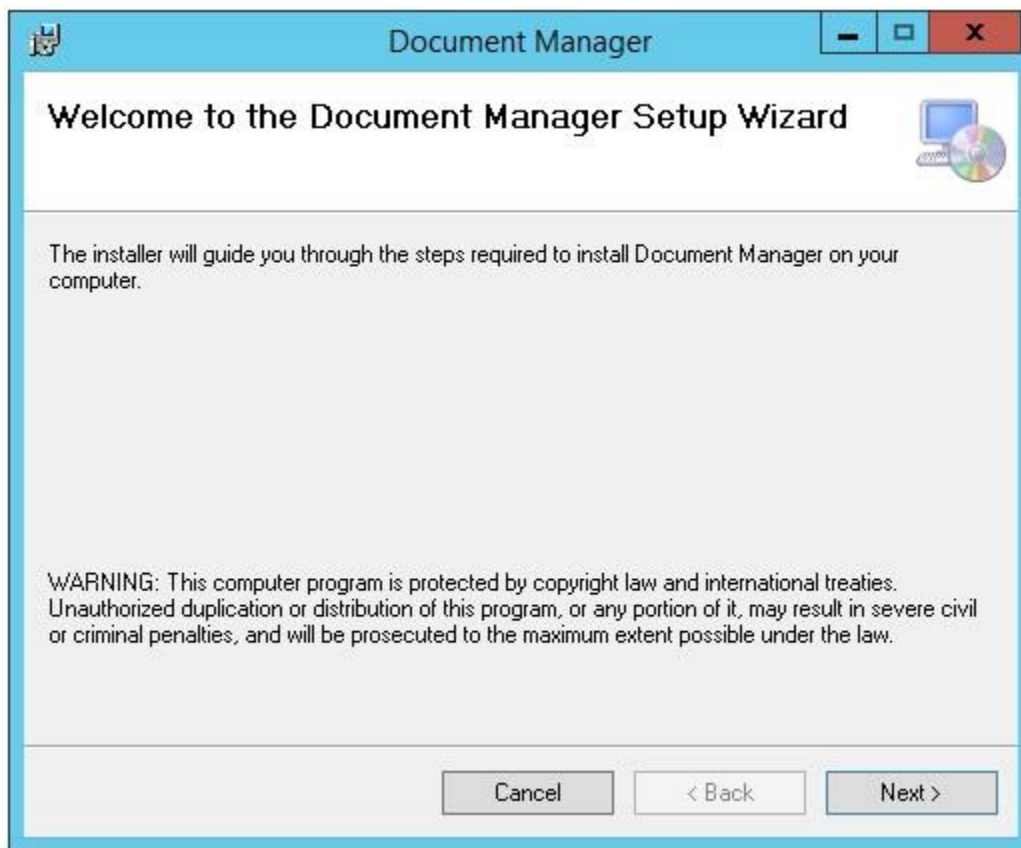 Document Manager
Welcome to the Document Manager Setup Wizard
The installer will guide you through the steps required to install Document Manager on your
computer.
WARNING: This computer program is protected by copyright law and international treaties.
Unauthorized duplication or distribution of this program, or any portion of it, may result in severe civil
or criminal penalties, and will be prosecuted to the maximum extent possible under the law.
Cancel < Back Next >